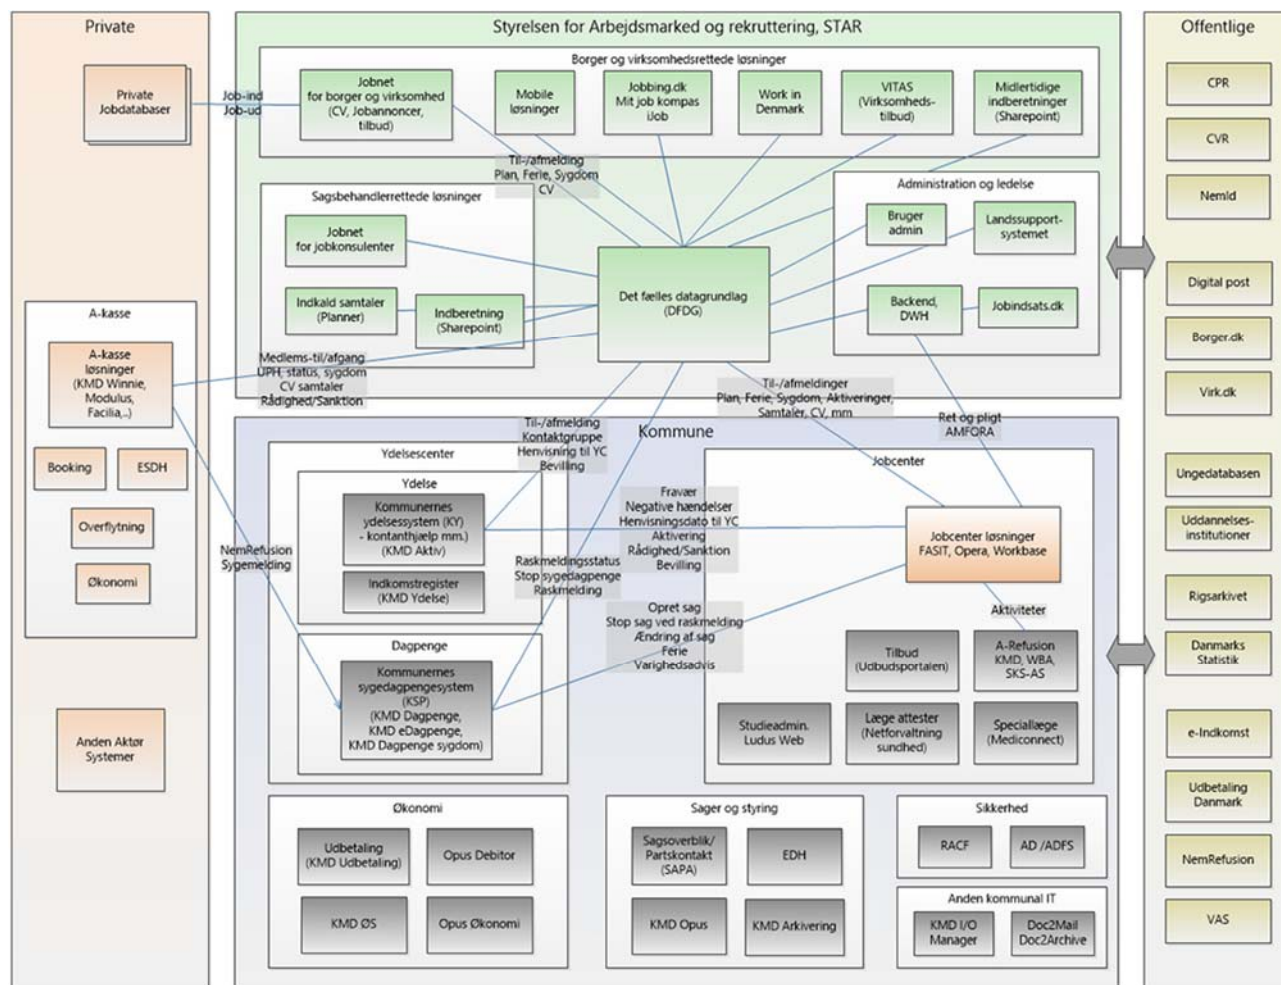 Private
Private
Jobdatabaser
Job-ind
Job-ud
A-kasse
A-kasse
løsninger
(KMD Winnie,
Modulus,
Facilia,..)
Booking
ESDH
Overflytning
Økonomi
NemRefusion
Sygemelding
Anden Aktør
Systemer
Styrelsen for Arbejdsmarked og rekruttering, STAR
Borger og virksomhedsrettede løsninger
Jobnet
for borger og virksomhed
(CV, Jobannoncer,
tilbud)
Mobile
løsninger
Jobbing.dk
Mit job kompas
iJob
Work in
Denmark
VITAS
(Virksomheds-
tilbud)
Midlertidige
indberetninger
(Sharepoint)
Til-/afmelding
Plan, Ferie, Sygdom
CV
Sagsbehandlerrettede løsninger
Jobnet
for jobkonsulenter
Indkald samtaler
(Planner)
Indberetning
(Sharepoint)
Det fælles datagrundlag
(DFDG)
Administration og ledelse
Bruger
admin
Landssupport-
systemet
Backend,
DWH
Jobindsats.dk
Medlems-til/afgang
UPH, status, sygdom
CV samtaler
Rådighed/Sanktion
Til-/afmeldinger
Plan, Ferie, Sygdom, Aktiveringer,
Samtaler, CV, mm
Ret og pligt
AMFORA
Kommune
Til-/afmelding
Kontaktgruppe
Henvisning til YC
Bevilling
Ydelsescenter
Ydelse
Kommunernes
ydelsessystem (KY)
- kontanthjælp mm.)
(KMD Aktiv)
Indkomstregister
(KMD Ydelse)
Dagpenge
Kommunernes
sygedagpengesystem
(KSP)
(KMD Dagpenge,
KMD eDagpenge,
KMD Dagpenge sygdom)
Raskmeldingsstatus
Stop sygedagpenge
Raskmelding
Fravær
Negative hændelser
Henvisningsdato til YC
Aktivering
Rådighed/Sanktion
Bevilling
Opret sag
Stop sag ved raskmelding
Ændring af sag
Ferie
Varighedsadvis
Jobcenter
Jobcenter løsninger
FASIT, Opera, Workbase
Aktiviteter
Tilbud
(Udbudsportalen)
A-Refusion
KMD, WBA,
SKS-AS
Studieadmin.
Ludus Web
Læge attester
(Netforvaltning
sundhed)
Speciallæge
(Mediconnect)
Økonomi
Udbetaling
(KMD Udbetaling)
Opus Debitor
KMD ØS
Opus Økonomi
Sager og styring
Sagsoverblik/
Partskontakt
(SAPA)
EDH
KMD Opus
KMD Arkivering
Sikkerhed
RACF
AD /ADFS
Anden kommunal IT
KMD I/O
Manager
Doc2Mail
Doc2Archive
Offentlige
CPR
CVR
NemId
Digital post
Borger.dk
Virk.dk
Ungedatabasen
Uddannelses-
institutioner
Rigsarkivet
Danmarks
Statistik
e-Indkomst
Udbetaling
Danmark
NemRefusion
VAS